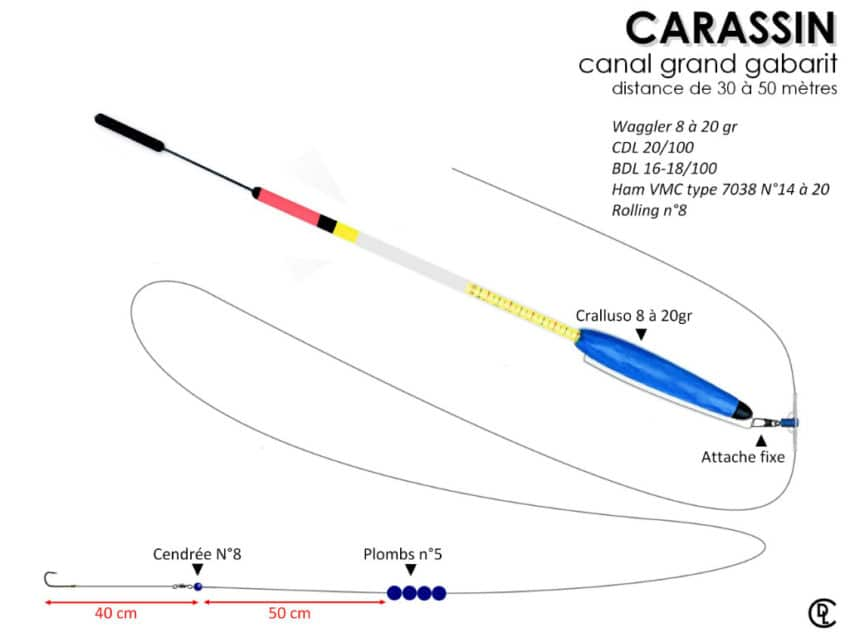 CARASSIN
canal grand gabarit
distance de 30 à 50 mètres
Waggler 8 à 20 gr
CDL 20/100
BDL 16-18/100
Ham VMC type 7038 N°14 à 20
Rolling n°8
Cralluso 8 à 20gr
Attache fixe
Cendrée N°8
Plombs n°5
40 cm
50 cm